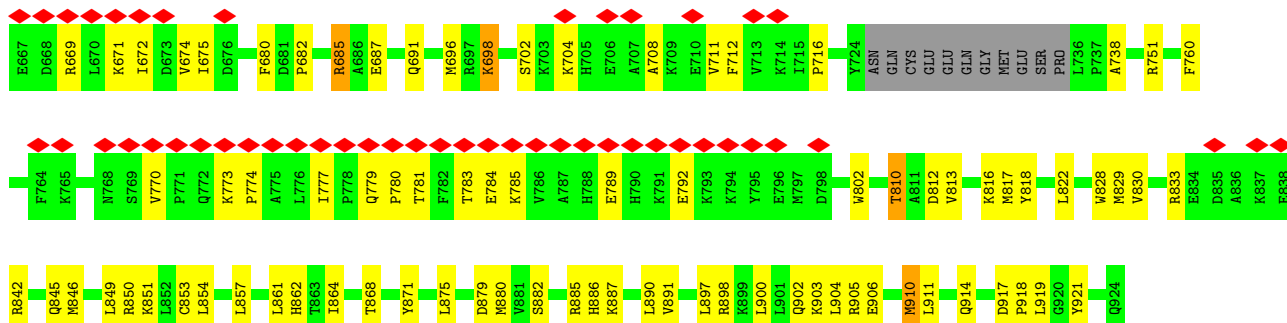 E667 D668 R669 L670 K671 I672 D673 V674 I675 D676 F680 D681 P682 R685 A686 E687 Q691 M696 R697 K698 S702 K703 K704 H705 E706 A707 A708 K709 E710 V711 F712 V713 K714 I715 P716 Y724 ASN GLN CYS GLU GLU GLN GLY MET GLU SER PRO L736 P737 A738 R751 F760
F764 K765 N768 S769 V770 P771 Q772 K773 P774 A775 L776 I777 P778 Q779 P780 T781 F782 T783 E784 K785 V786 A787 H788 E789 H790 K791 E792 K793 K794 Y795 E796 M797 D798 W802 T810 A811 D812 V813 K816 M817 Y818 L822 W828 M829 V830 R833 E834 D835 A836 K837 E838
R842 Q845 M846 L849 R850 K851 L852 C853 L854 L857 L861 H862 T863 I864 T868 Y871 L875 D879 M880 V881 S882 R885 H886 K887 L890 V891 L897 R898 K899 L900 L901 Q902 K903 L904 R905 E906 M910 L911 Q914 D917 P918 L919 G920 Y921 Q924